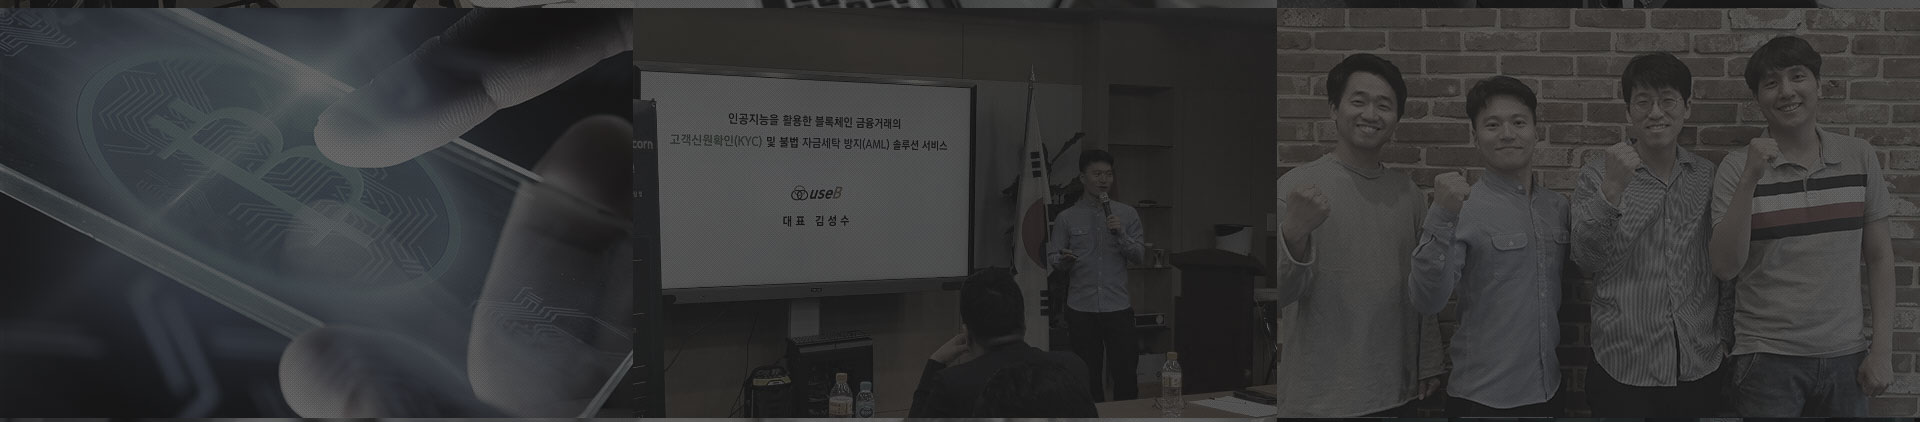 인공지능을 활용한 블록체인 금융거래의
고객신원확인(KYC) 및 불법 자금세탁 방지(AML) 솔루션 서비스
useB
대표 김성수
corn